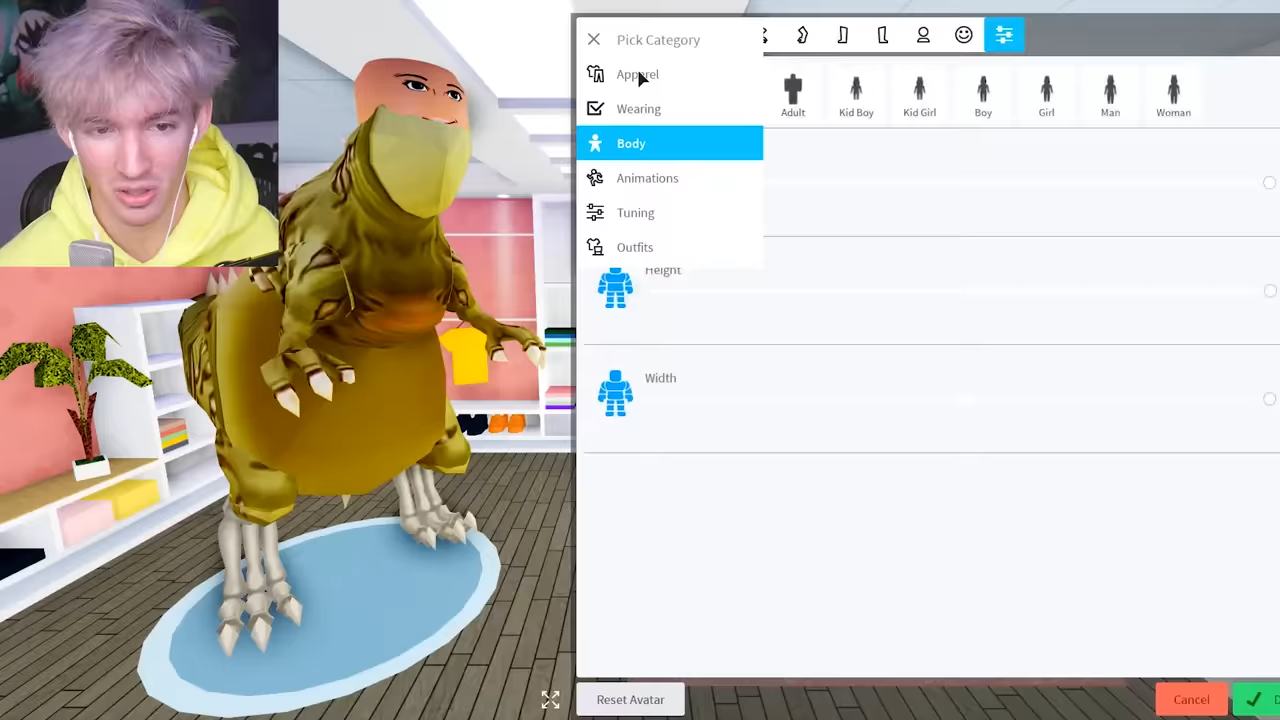 Pick Category
Apparel
Wearing
Body
Animations
Tuning
Outfits
Adult
Kid Boy
Kid Girl
Boy
Girl
Man
Woman
Height
Width
Reset Avatar
Cancel